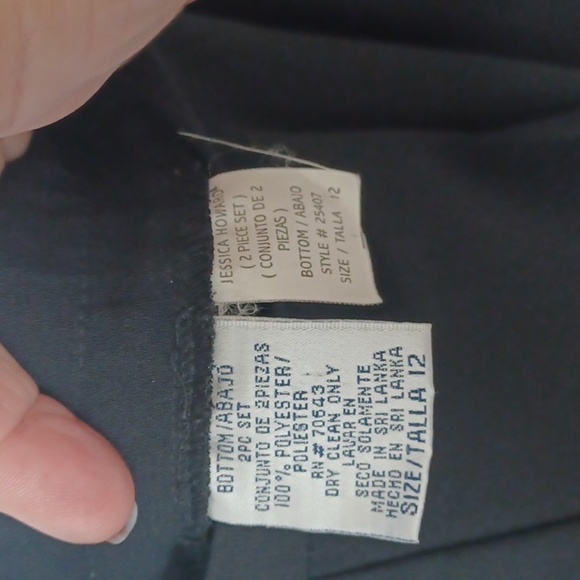 JESSICA HOWARD
( 2 PIECE SET )
( CONJUNTO DE 2
PIEZAS )
BOTTOM / ABAJO
STYLE # 25407
SIZE / TALLA 12
BOTTOM/ABAJO
2PC SET
CONJUNTO DE 2PIEZAS
100% POLYESTER/
POLIESTER
RN# 70643
DRY CLEAN ONLY
LAVAR EN
SECO SOLAMENTE
MADE IN SRI LANKA
HECHO EN SRI LANKA
SIZE/TALLA 12